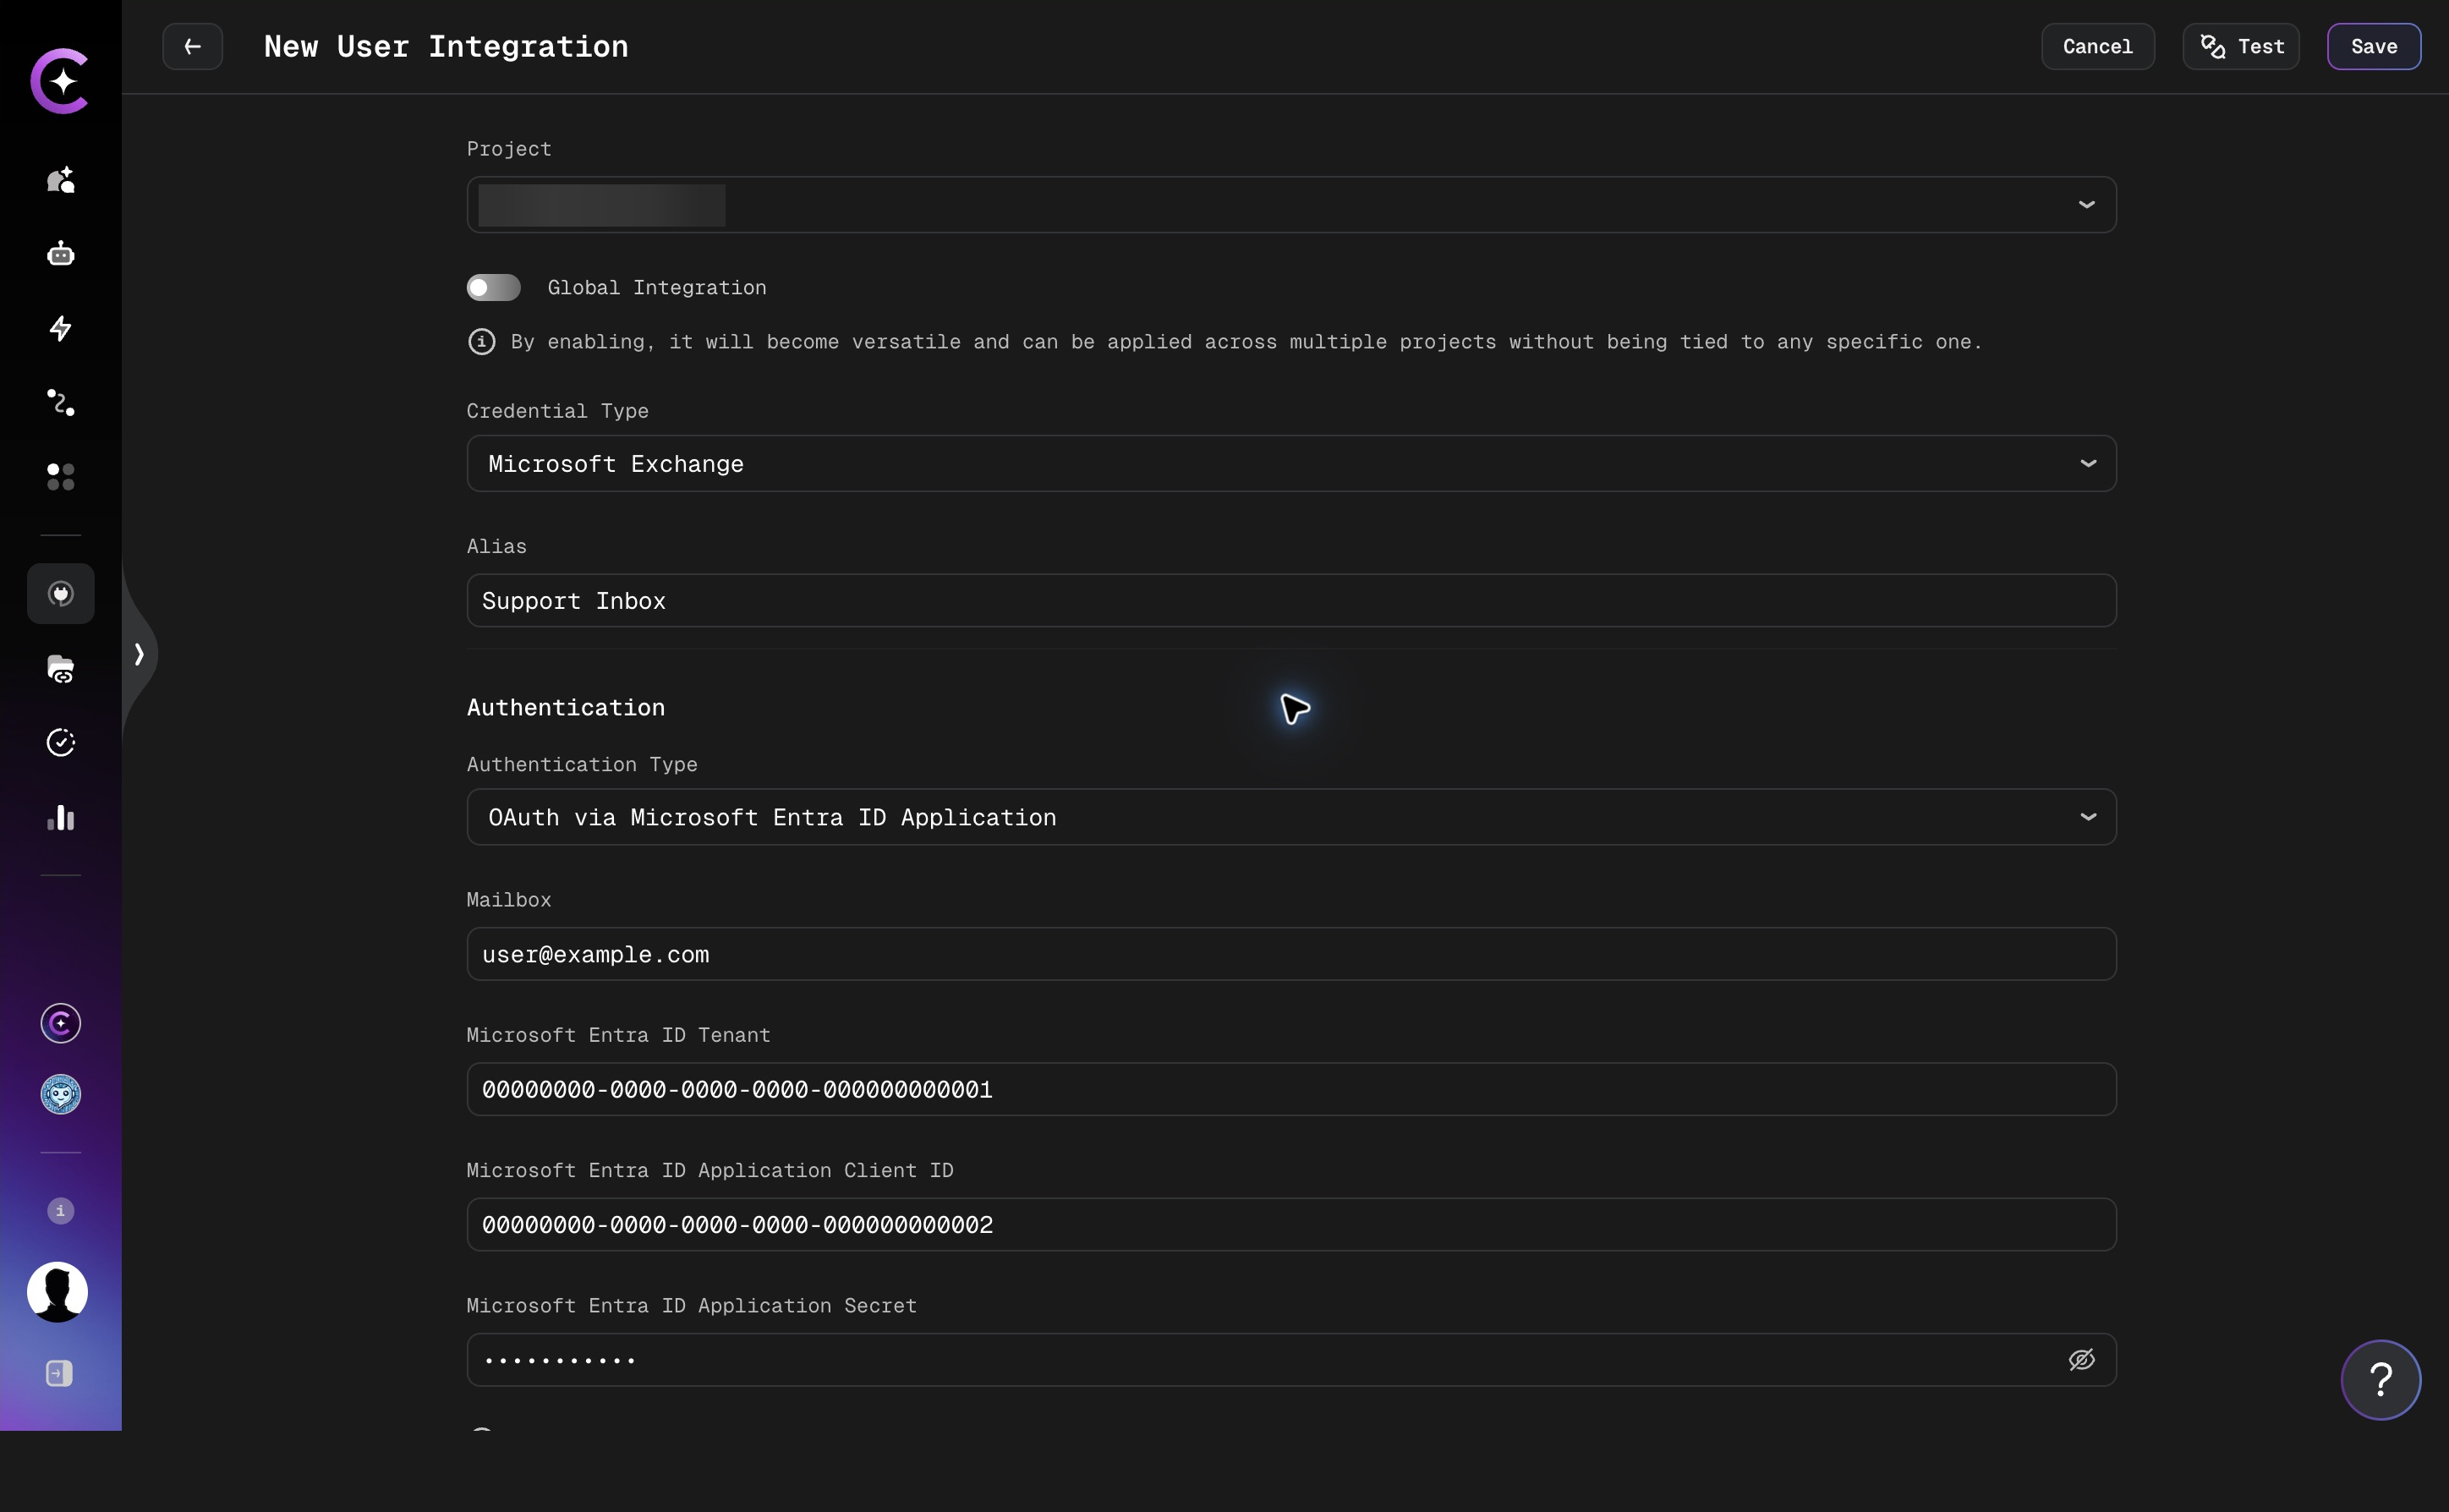 New User Integration
Cancel
Test
Save
Project
Global Integration
By enabling, it will become versatile and can be applied across multiple projects without being tied to any specific one.
Credential Type
Microsoft Exchange
Alias
Support Inbox
Authentication
Authentication Type
OAuth via Microsoft Entra ID Application
Mailbox
user@example.com
Microsoft Entra ID Tenant
00000000-0000-0000-0000-000000000001
Microsoft Entra ID Application Client ID
00000000-0000-0000-0000-000000000002
Microsoft Entra ID Application Secret
•••••••••••
?